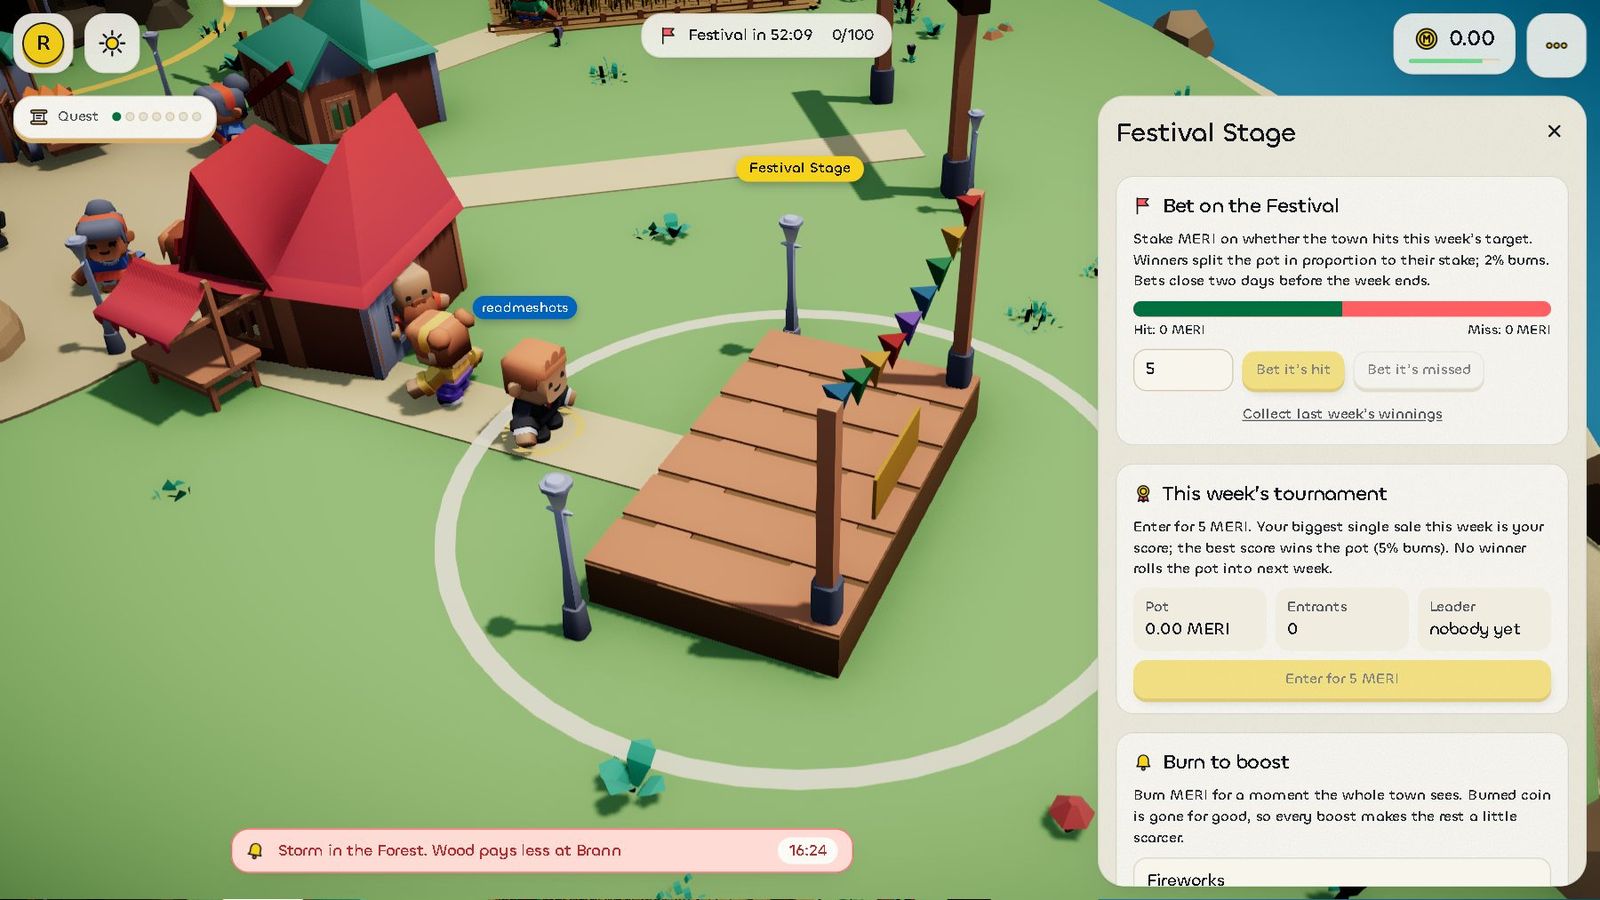 R
Quest
Festival in 52:09 0/100
0.00
Festival Stage
readmeshots
Storm in the Forest. Wood pays less at Brann
16:24
Festival Stage
Bet on the Festival
Stake MERI on whether the town hits this week's target.
Winners split the pot in proportion to their stake; 2% burns.
Bets close two days before the week ends.
Hit: 0 MERI Miss: 0 MERI
5 Bet it's hit Bet it's missed
Collect last week's winnings
This week's tournament
Enter for 5 MERI. Your biggest single sale this week is your
score; the best score wins the pot (5% burns). No winner
rolls the pot into next week.
Pot Entrants Leader
0.00 MERI 0 nobody yet
Enter for 5 MERI
Burn to boost
Burn MERI for a moment the whole town sees. Burned coin
is gone for good, so every boost makes the rest a little
scarcer.
Fireworks